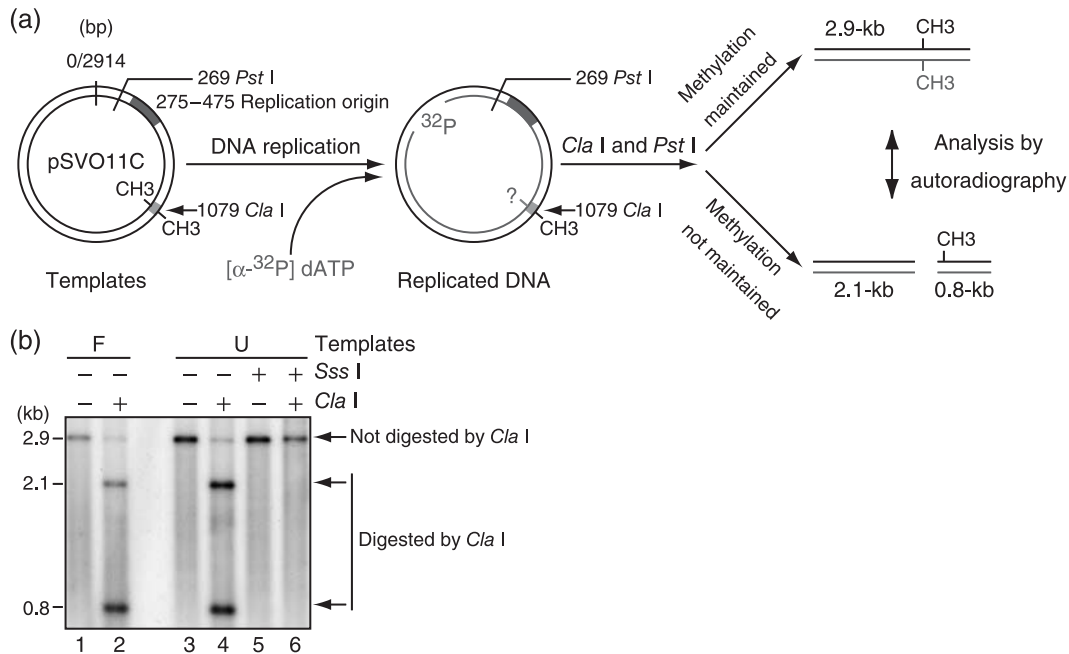 (a)
(bp)
0/2914
269 Pst I
275–475 Replication origin
pSVO11C
CH3
1079 Cla I
CH3
Templates
DNA replication
[α-32P] dATP
32P
269 Pst I
?
1079 Cla I
CH3
Replicated DNA
Cla I and Pst I
Methylation
maintained
Methylation
not maintained
2.9-kb
CH3
CH3
Analysis by
autoradiography
CH3
2.1-kb
0.8-kb
(b)
F U Templates
– – – – + + Sss I
– + – + – + Cla I
(kb)
2.9
2.1
0.8
Not digested by Cla I
Digested by Cla I
1 2 3 4 5 6